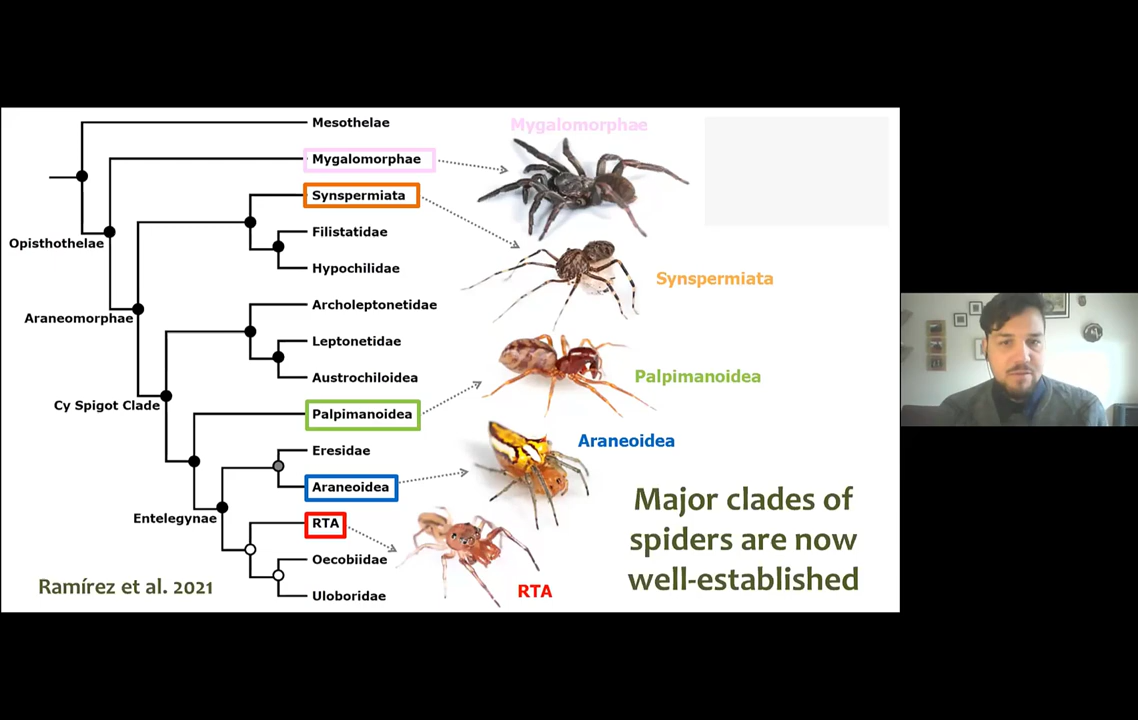 Mesothelae
Mygalomorphae
Mygalomorphae
Synspermiata
Filistatidae
Opisthothelae
Hypochilidae
Synspermiata
Archoleptonetidae
Araneomorphae
Leptonetidae
Austrochiloidea
Palpimanoidea
Cy Spigot Clade
Palpimanoidea
Araneoidea
Eresidae
Araneoidea
Entelegynae
RTA
Oecobiidae
Uloboridae
RTA
Major clades of
spiders are now
well-established
Ramírez et al. 2021